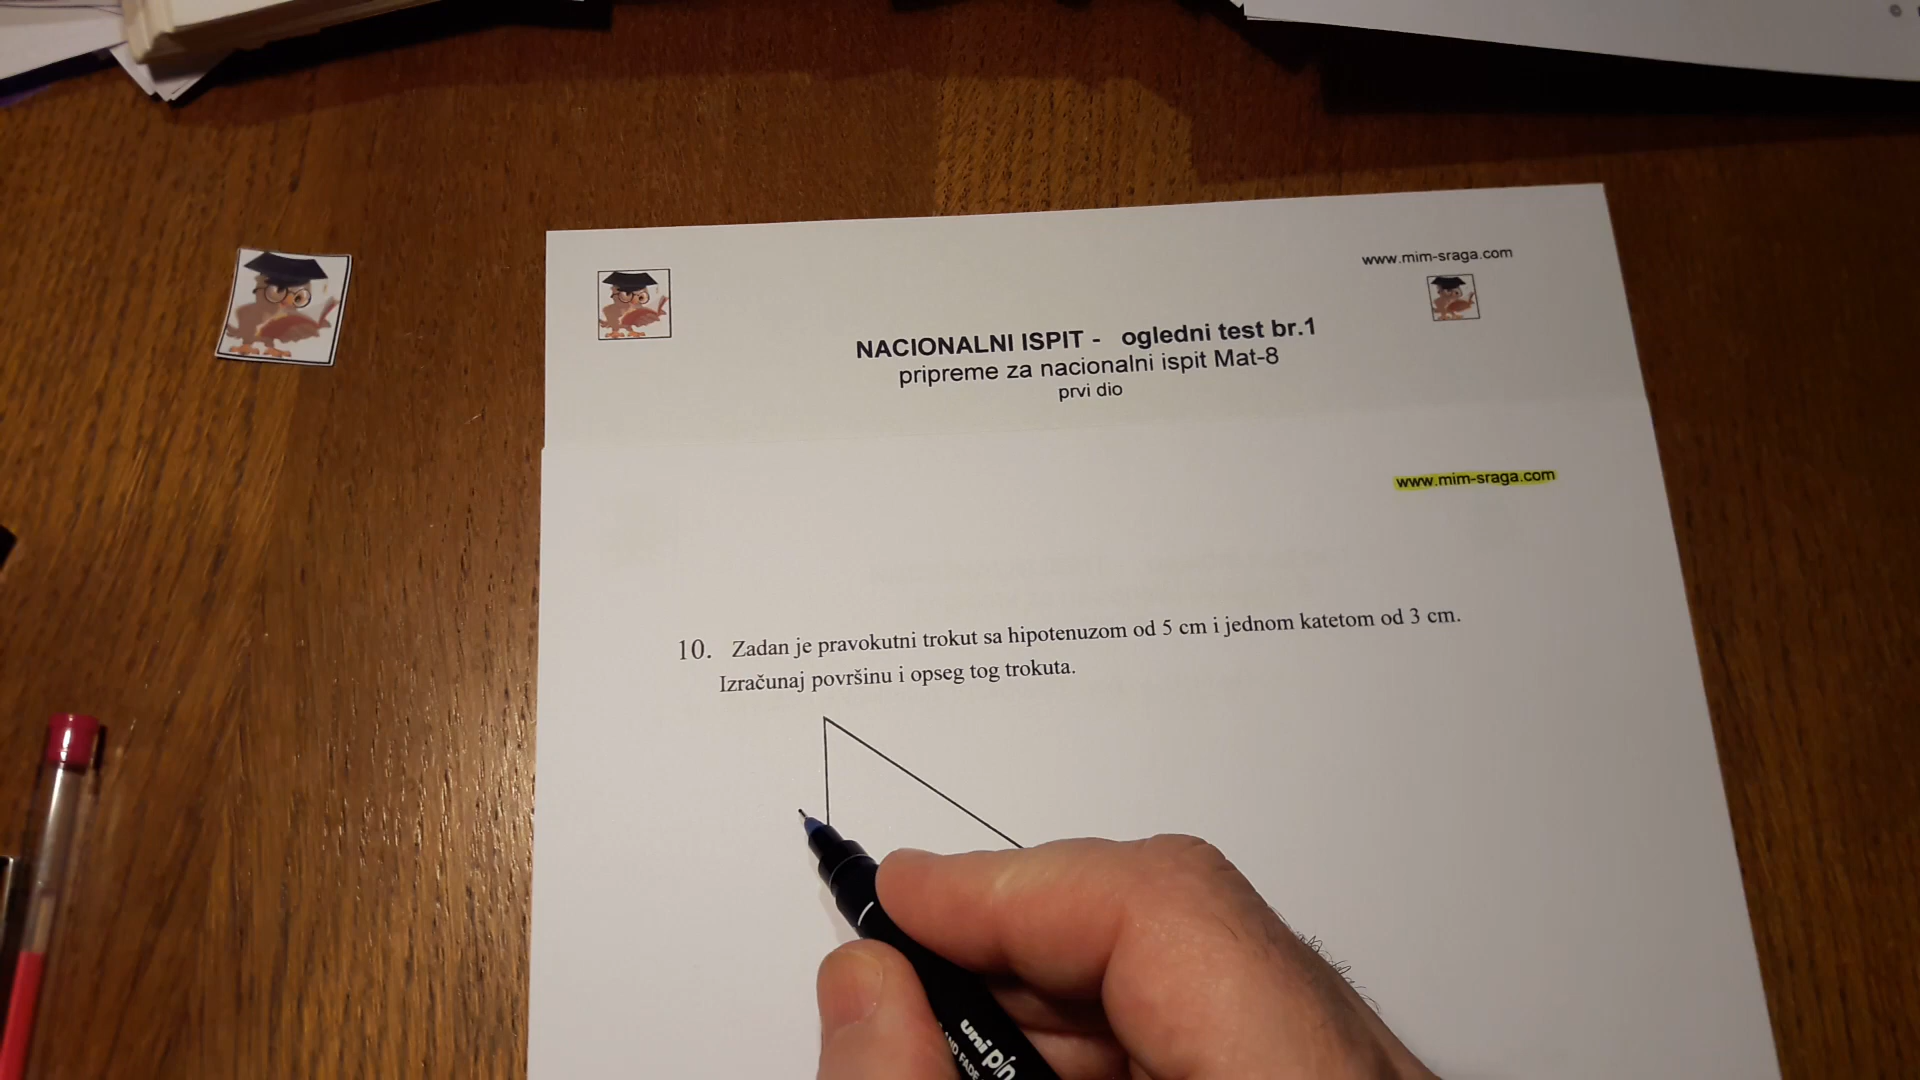 www.mim-sraga.com
NACIONALNI ISPIT - ogledni test br.1
pripreme za nacionalni ispit Mat-8
prvi dio
www.mim-sraga.com
10. Zadan je pravokutni trokut sa hipotenuzom od 5 cm i jednom katetom od 3 cm.
Izračunaj površinu i opseg tog trokuta.
uni pin